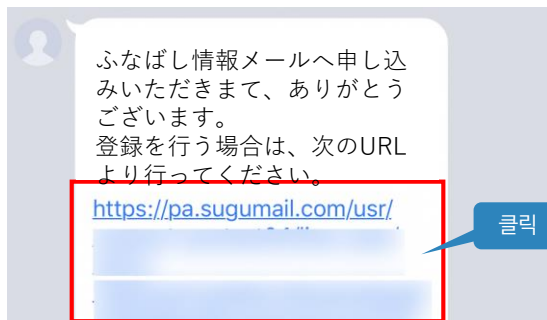 ふなばし情報メールへ申し込
みいただきまて、ありがとう
ございます。
登録を行う場合は、次のURL
より行ってください。
https://pa.sugumail.com/usr/
클릭